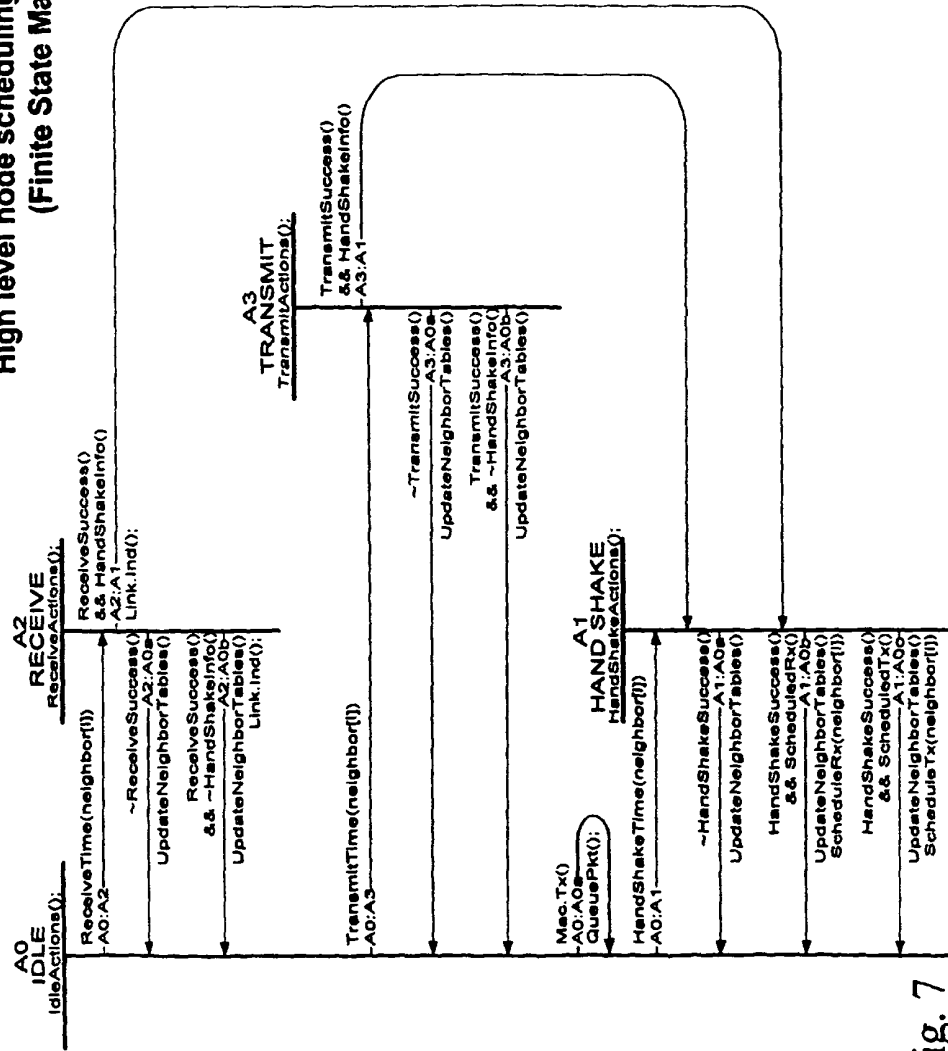 High level node scheduling
(Finite State Ma
A0
IDLE
IdleActions();
A2
RECEIVE
ReceiveActions();
A3
TRANSMIT
TransmitActions();
A1
HAND SHAKE
HandShakeActions();
ReceiveTime(neighbor[i])
A0:A2
ReceiveSuccess()
&& HandShakeInfo()
A2:A1
Link.Ind();
~ReceiveSuccess()
A2:A0a
UpdateNeighborTables()
ReceiveSuccess()
&& ~HandShakeInfo()
A2:A0b
UpdateNeighborTables()
Link.Ind();
TransmitTime(neighbor[i])
A0:A3
TransmitSuccess()
&& HandShakeInfo()
A3:A1
~TransmitSuccess()
A3:A0a
UpdateNeighborTables()
TransmitSuccess()
&& ~HandShakeInfo()
A3:A0b
UpdateNeighborTables()
Mac.Tx()
A0:A0a
QueuePkt();
HandShakeTime(neighbor[i])
A0:A1
~HandShakeSuccess()
A1:A0a
UpdateNeighborTables()
HandShakeSuccess()
&& ScheduledRx()
A1:A0b
UpdateNeighborTables()
ScheduleRx(neighbor[i])
HandShakeSuccess()
&& ScheduledTx()
A1:A0c
UpdateNeighborTables()
ScheduleTx(neighbor[i])
ig. 7